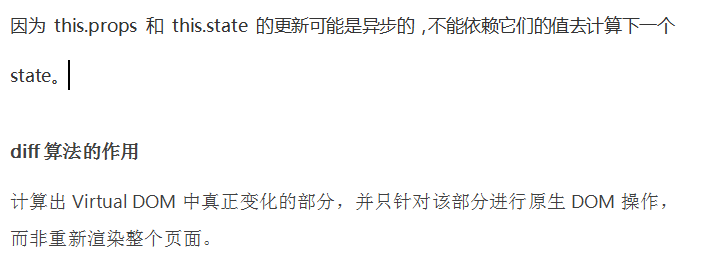 因为 this.props 和 this.state 的更新可能是异步的，不能依赖它们的值去计算下一个
state。
diff 算法的作用
计算出 Virtual DOM 中真正变化的部分，并只针对该部分进行原生 DOM 操作，
而非重新渲染整个页面。